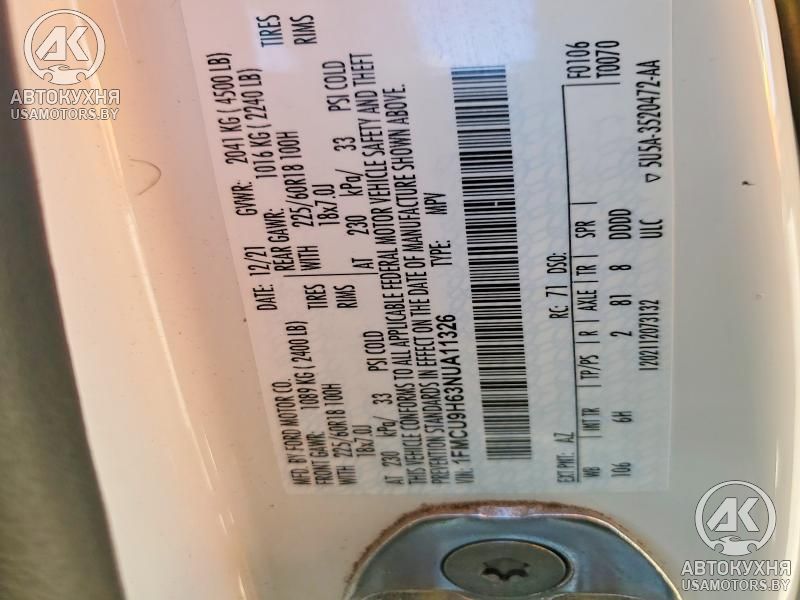 MFD. BY FORD MOTOR CO.
DATE: 12/21 GVWR: 2041 KG ( 4500 LB)
FRONT GAWR: 1089 KG ( 2400 LB) REAR GAWR: 1016 KG ( 2240 LB)
WITH 225/60R18 100H TIRES WITH 225/60R18 100H TIRES
18x7.0J RIMS 18x7.0J RIMS
AT 230 kPa/ 33 PSI COLD AT 230 kPa/ 33 PSI COLD
THIS VEHICLE CONFORMS TO ALL APPLICABLE FEDERAL MOTOR VEHICLE SAFETY AND THEFT
PREVENTION STANDARDS IN EFFECT ON THE DATE OF MANUFACTURE SHOWN ABOVE.
VIN: 1FMCU9H63NUA11326 TYPE: MPV
F0106
T0070
EXT PNT: AZ RC: 71 DSO:
WB INT TR TP/PS R AXLE TR SPR
106 6H 2 81 8 DDDD
1202112073132 ULC
▽ 5U5A-3520472-AA
AK
АВТОКУХНЯ
USAMOTORS.BY
AK
АВТОКУХНЯ
USAMOTORS.BY